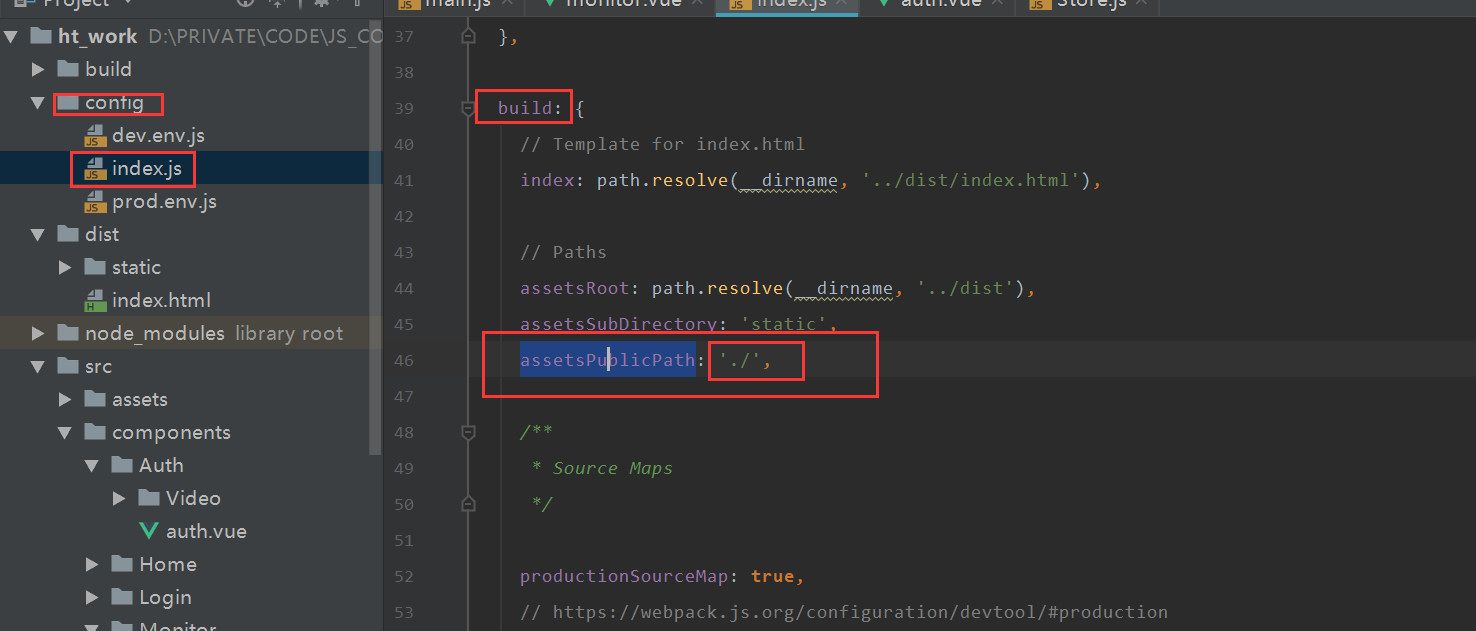 Project
main.js
monitor.vue
index.js
auth.vue
Store.js
ht_work D:\PRIVATE\CODE\JS_CO
build
config
dev.env.js
index.js
prod.env.js
dist
static
index.html
node_modules library root
src
assets
components
Auth
Video
auth.vue
Home
Login
Monitor
37 },
38
39 build: {
40 // Template for index.html
41 index: path.resolve(__dirname, '../dist/index.html'),
42
43 // Paths
44 assetsRoot: path.resolve(__dirname, '../dist'),
45 assetsSubDirectory: 'static',
46 assetsPublicPath: './',
47
48 /**
49 * Source Maps
50 */
51
52 productionSourceMap: true,
53 // https://webpack.js.org/configuration/devtool/#production